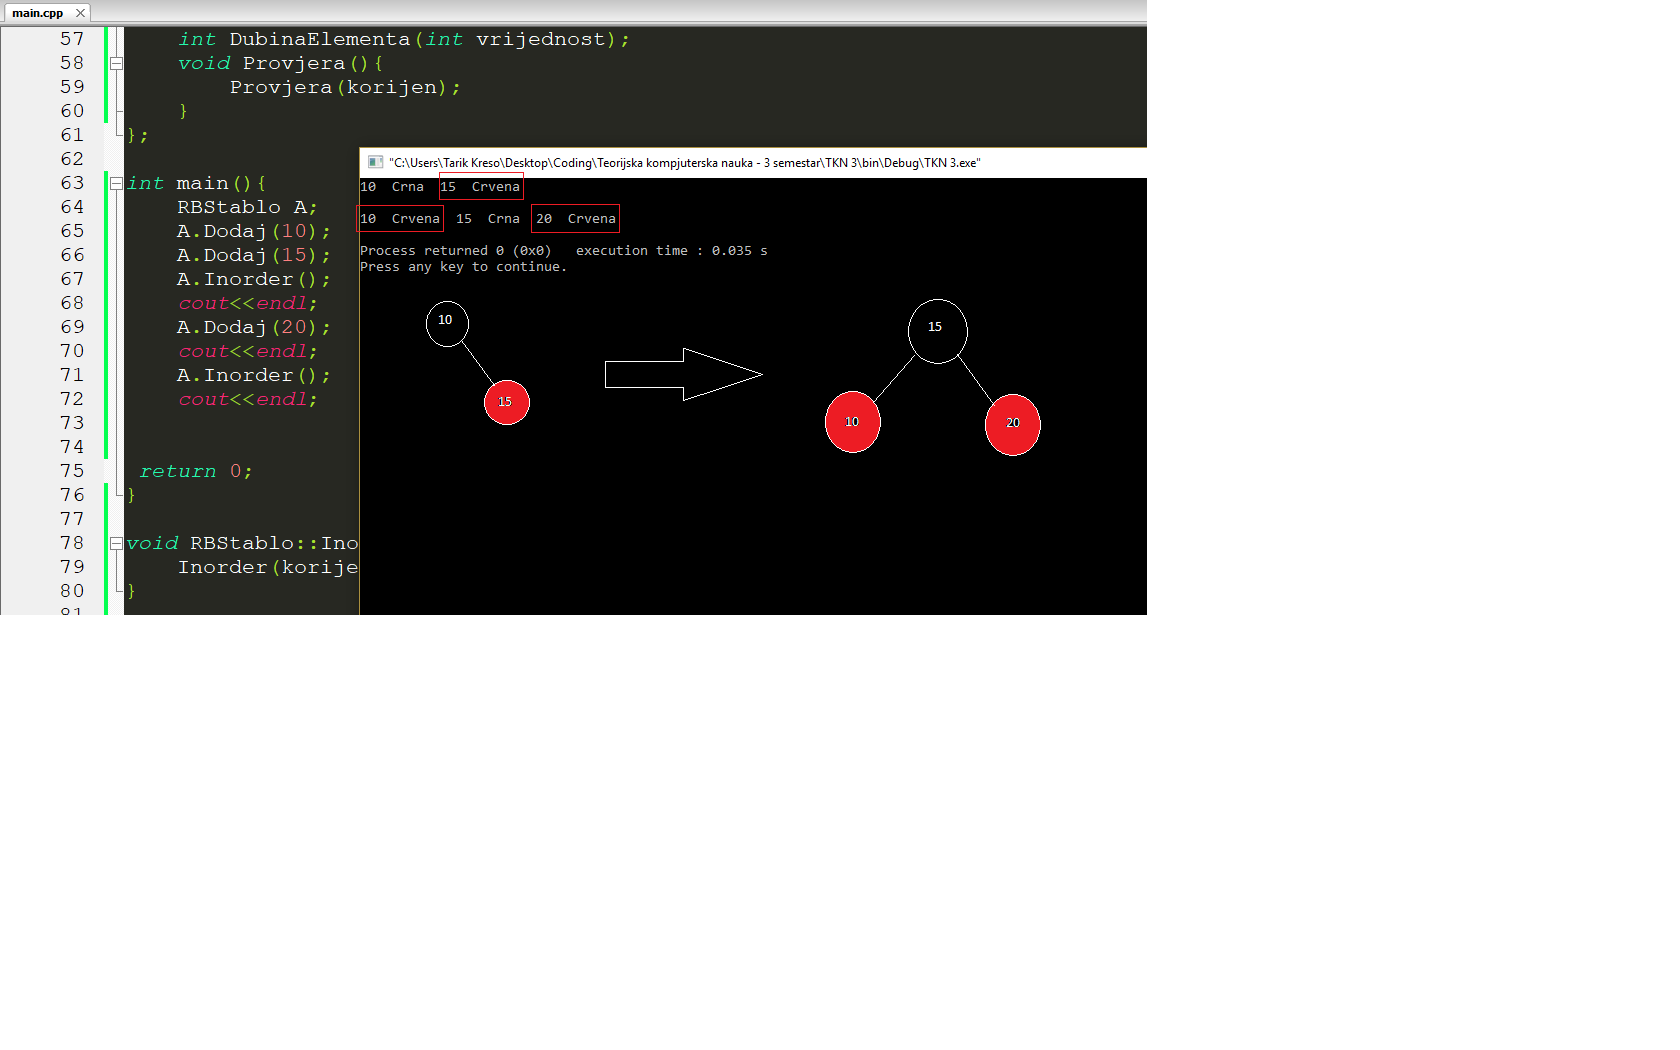 main.cpp
57 int DubinaElementa(int vrijednost);
58 void Provjera(){
59 Provjera(korijen);
60 }
61 };
62
63 int main(){
64 RBStablo A;
65 A.Dodaj(10);
66 A.Dodaj(15);
67 A.Inorder();
68 cout<<endl;
69 A.Dodaj(20);
70 cout<<endl;
71 A.Inorder();
72 cout<<endl;
73
74
75 return 0;
76 }
77
78 void RBStablo::Ino
79 Inorder(korije
80 }
81
"C:\Users\Tarik Kreso\Desktop\Coding\Teorijska kompjuterska nauka - 3 semestar\TKN 3\bin\Debug\TKN 3.exe"
10 Crna 15 Crvena
10 Crvena 15 Crna 20 Crvena
Process returned 0 (0x0) execution time : 0.035 s
Press any key to continue.
10
15
15
10
20